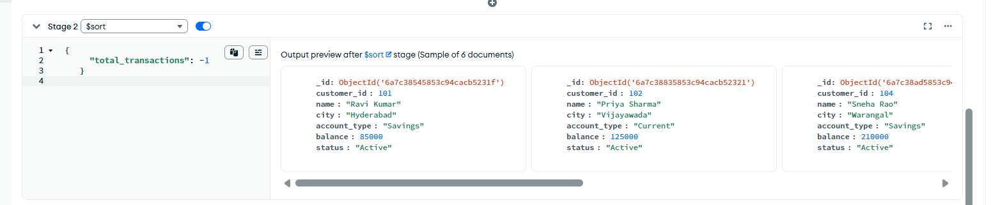 Stage 2 $sort
1 {
2 "total_transactions": -1
3 }
4
Output preview after $sort stage (Sample of 6 documents)
_id: ObjectId('6a7c38545853c94cacb5231f')
customer_id : 101
name : "Ravi Kumar"
city : "Hyderabad"
account_type : "Savings"
balance : 85000
status : "Active"
_id: ObjectId('6a7c38835853c94cacb52321')
customer_id : 102
name : "Priya Sharma"
city : "Vijayawada"
account_type : "Current"
balance : 125000
status : "Active"
_id: ObjectId('6a7c38ad5853c94
customer_id : 104
name : "Sneha Rao"
city : "Warangal"
account_type : "Savings"
balance : 210000
status : "Active"